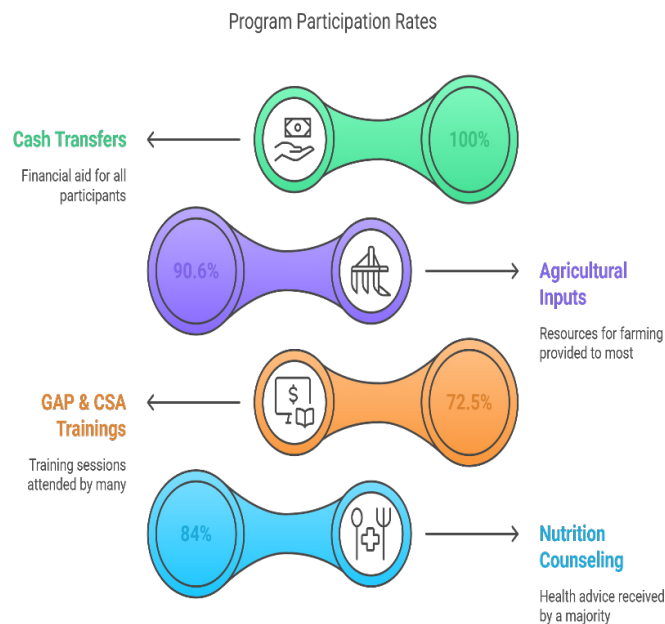 Program Participation Rates
Cash Transfers
Financial aid for all
participants
$
100%
90.6%
Agricultural
Inputs
Resources for farming
provided to most
GAP & CSA
Trainings
Training sessions
attended by many
$
72.5%
84%
Nutrition
Counseling
Health advice received
by a majority